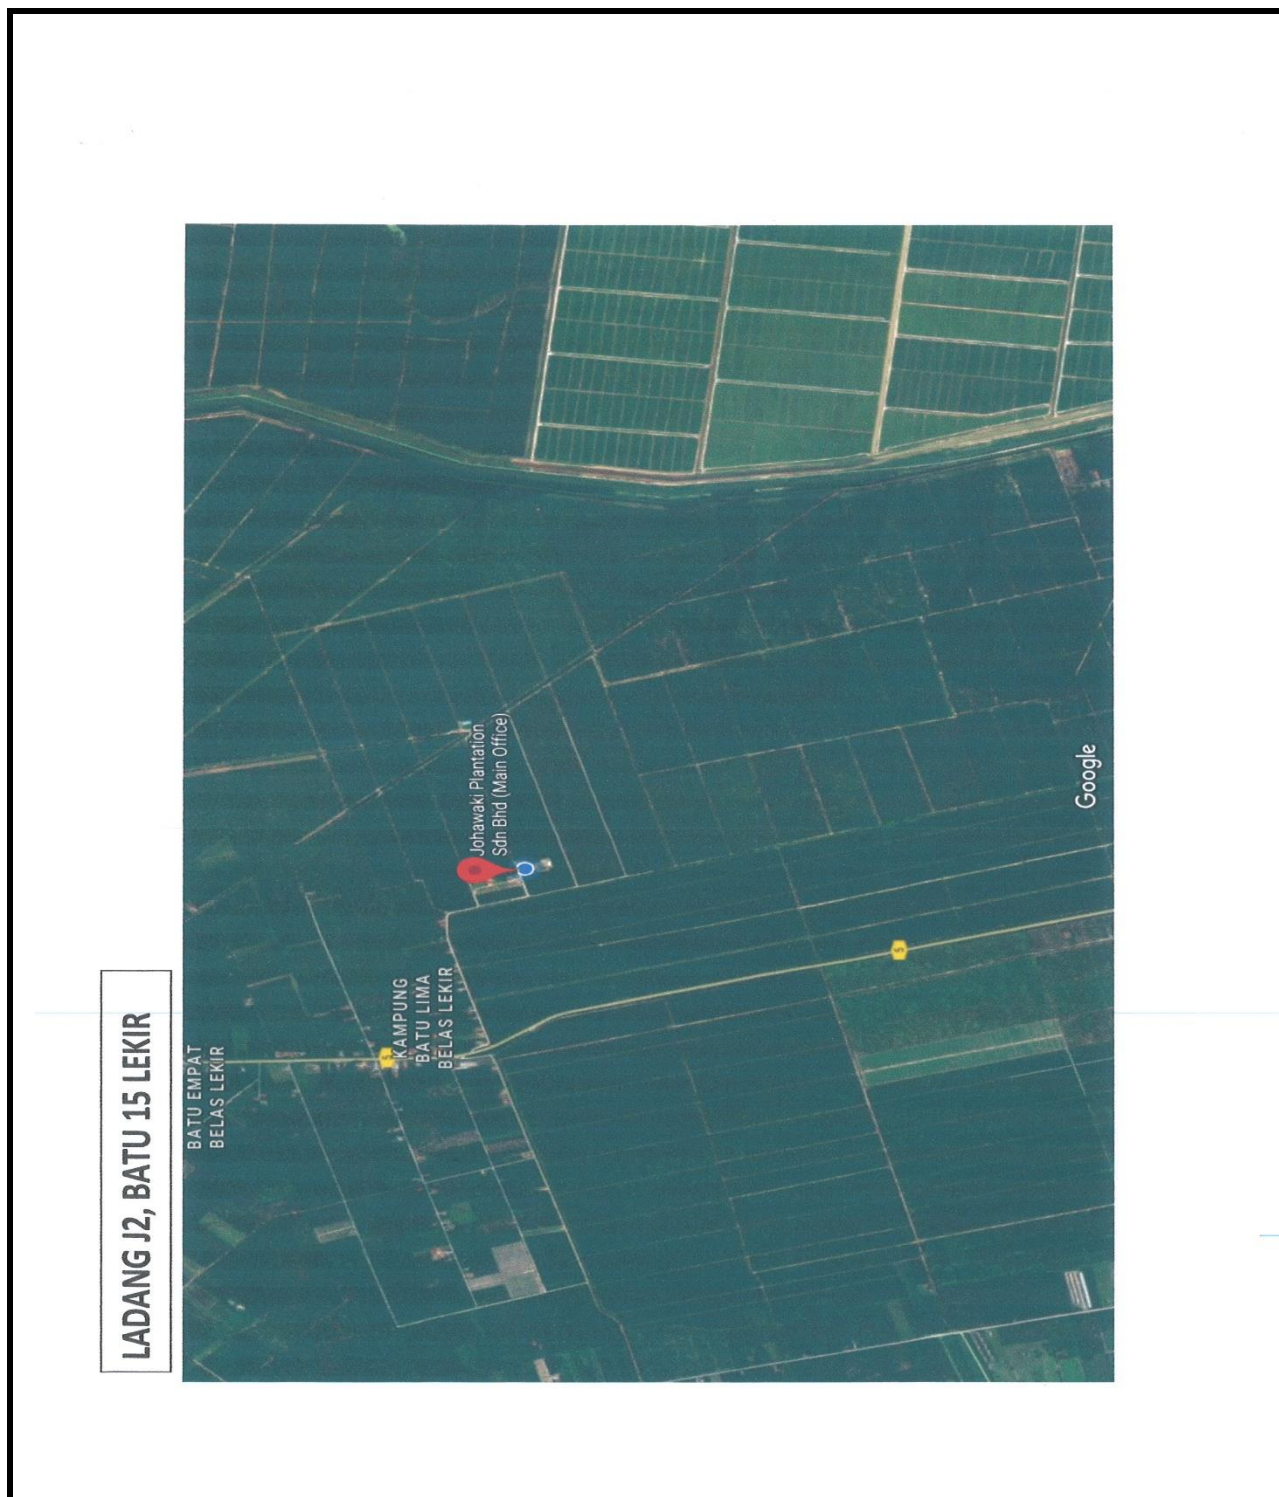 LADANG J2, BATU 15 LEKIR
BATU EMPAT
BELAS LEKIR
5
KAMPUNG
BATU LIMA
BELAS LEKIR
Johawaki Plantation
Sdn Bhd (Main Office)
5
Google